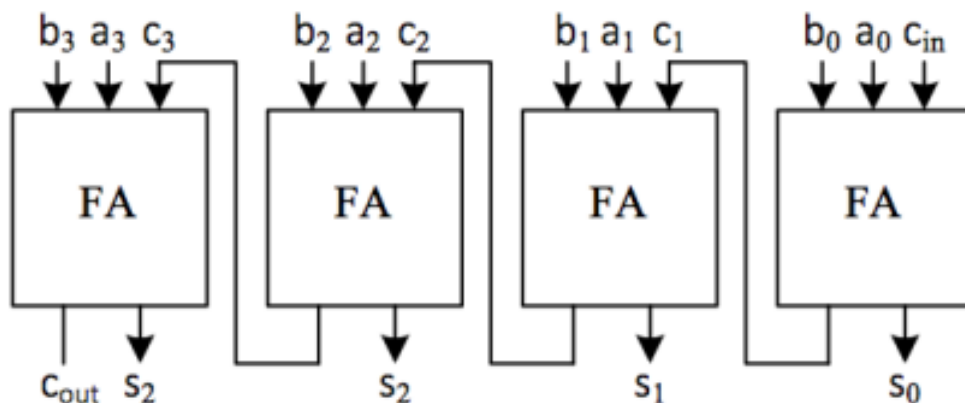 b₃ a₃ c₃ b₂ a₂ c₂ b₁ a₁ c₁ b₀ a₀ cᵢₙ
FA FA FA FA
cₒᵤₜ s₂ s₂ s₁ s₀